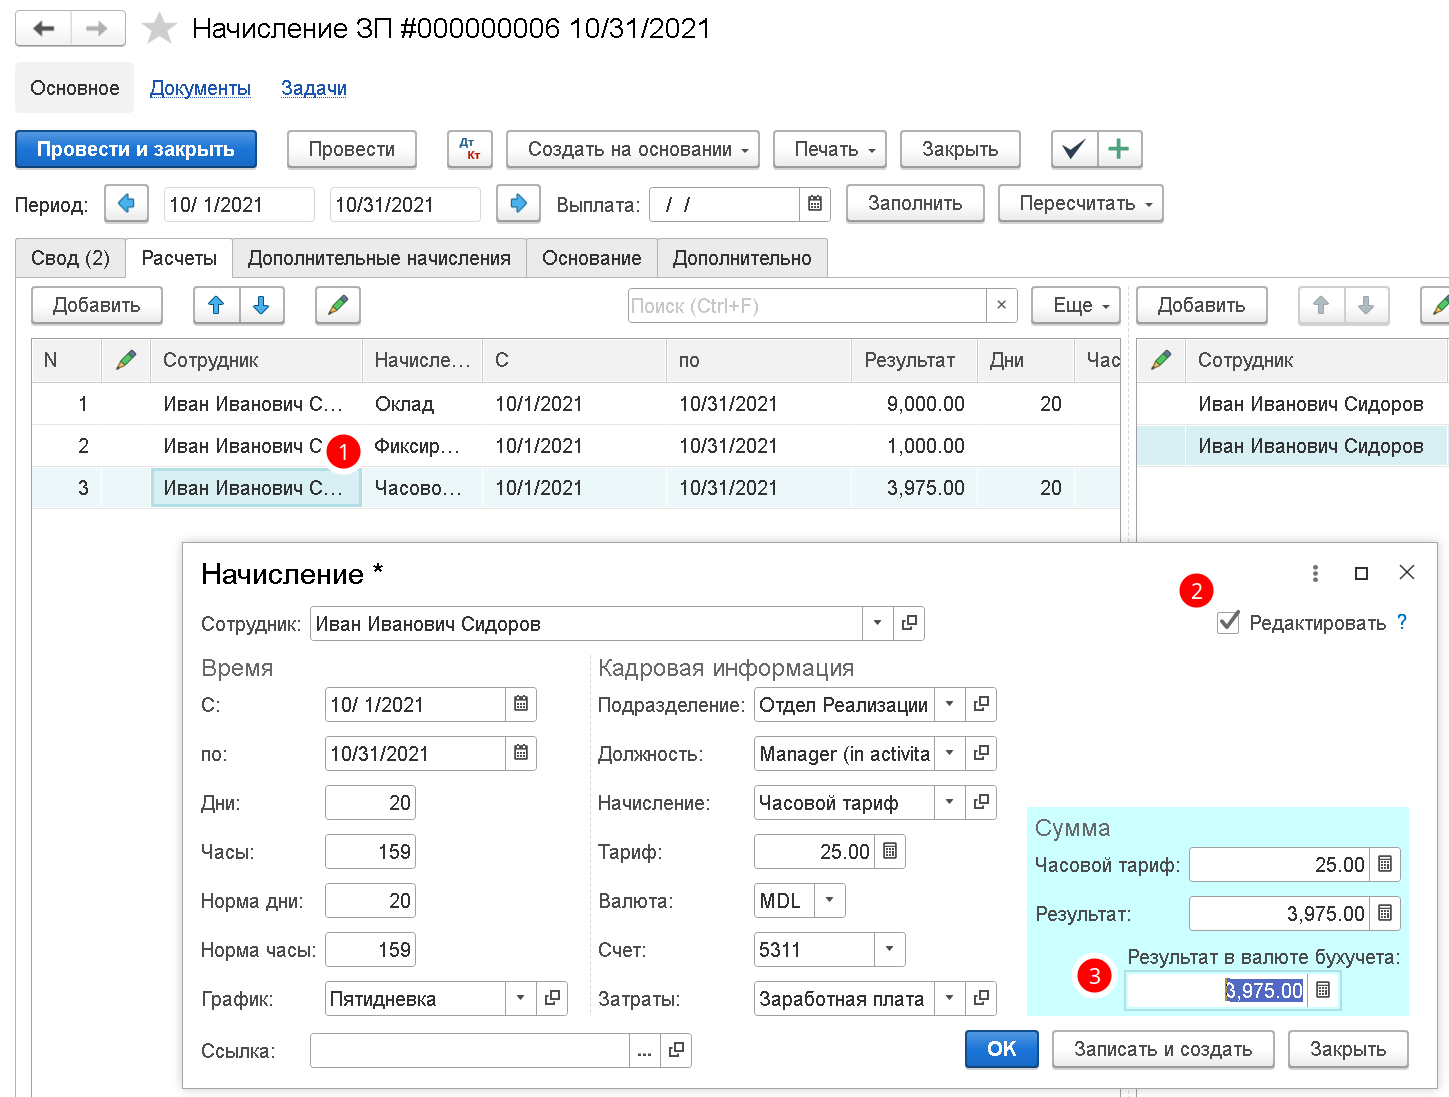 Начисление ЗП #000000006 10/31/2021
Основное Документы Задачи
Провести и закрыть Провести Дт Кт Создать на основании Печать Закрыть
Период: 10/ 1/2021 10/31/2021 Выплата: / / Заполнить Пересчитать
Свод (2) Расчеты Дополнительные начисления Основание Дополнительно
Добавить Поиск (Ctrl+F) × Еще Добавить
N Сотрудник Начисле... С по Результат Дни Час Сотрудник
1 Иван Иванович С... Оклад 10/1/2021 10/31/2021 9,000.00 20 Иван Иванович Сидоров
2 Иван Иванович С 1 Фиксир... 10/1/2021 10/31/2021 1,000.00 Иван Иванович Сидоров
3 Иван Иванович С... Часово... 10/1/2021 10/31/2021 3,975.00 20
Начисление *
2
Сотрудник: Иван Иванович Сидоров Редактировать ?
Время Кадровая информация
С: 10/ 1/2021 Подразделение: Отдел Реализации
по: 10/31/2021 Должность: Manager (in activita
Дни: 20 Начисление: Часовой тариф
Сумма
Часы: 159 Тариф: 25.00 Часовой тариф: 25.00
Норма дни: 20 Валюта: MDL Результат: 3,975.00
Норма часы: 159 Счет: 5311 Результат в валюте бухучета:
График: Пятидневка Затраты: Заработная плата 3 3,975.00
Ссылка: ... OK Записать и создать Закрыть